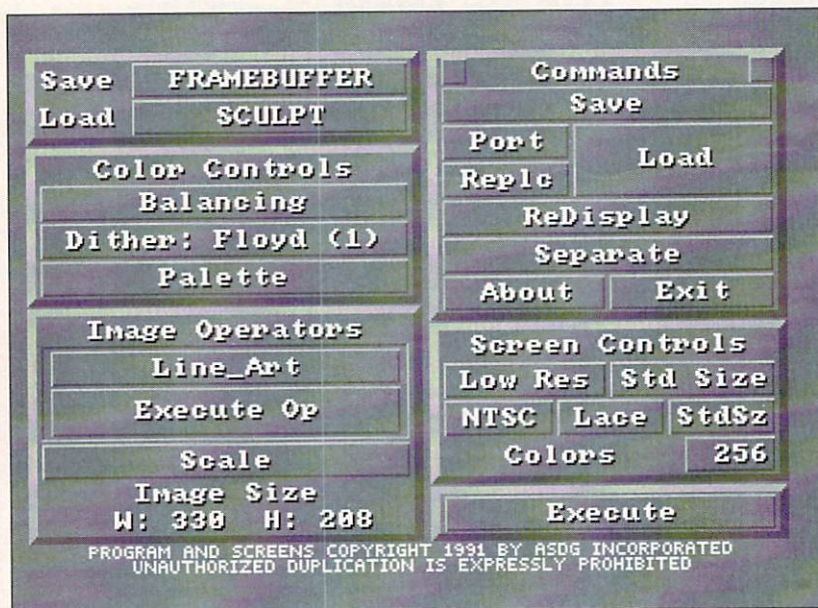 Save FRAMEBUFFER
Load SCULPT
Color Controls
Balancing
Dither: Floyd (1)
Palette
Image Operators
Line_Art
Execute Op
Scale
Image Size
W: 330 H: 208
Commands
Save
Port
Replc
Load
ReDisplay
Separate
About Exit
Screen Controls
Low Res Std Size
NTSC Lace StdSz
Colors 256
Execute
PROGRAM AND SCREENS COPYRIGHT 1991 BY ASDG INCORPORATED
UNAUTHORIZED DUPLICATION IS EXPRESSLY PROHIBITED